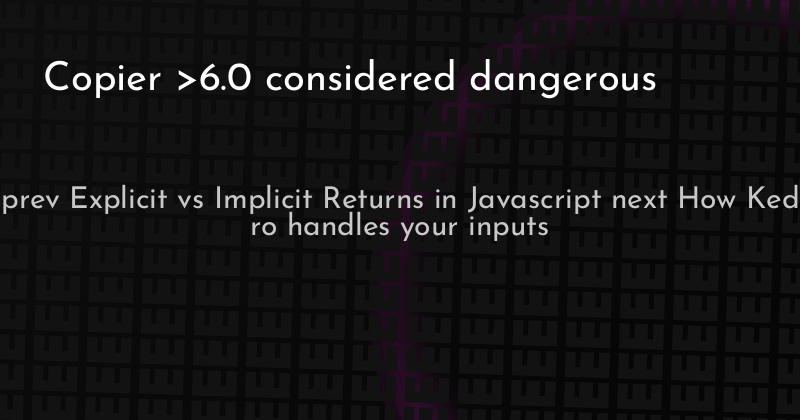 Copier >6.0 considered dangerous
prev Explicit vs Implicit Returns in Javascript next How Ked
ro handles your inputs